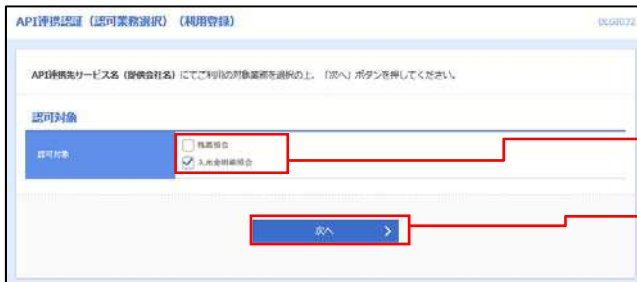 API連携認証（認可業務選択）（利用登録）
API連携先サービス名（提供会社名）にてご利用の対象業務を選択の上、「次へ」ボタンを押してください。
認可対象
認可対象
残高照会
入出金明細照会
次へ